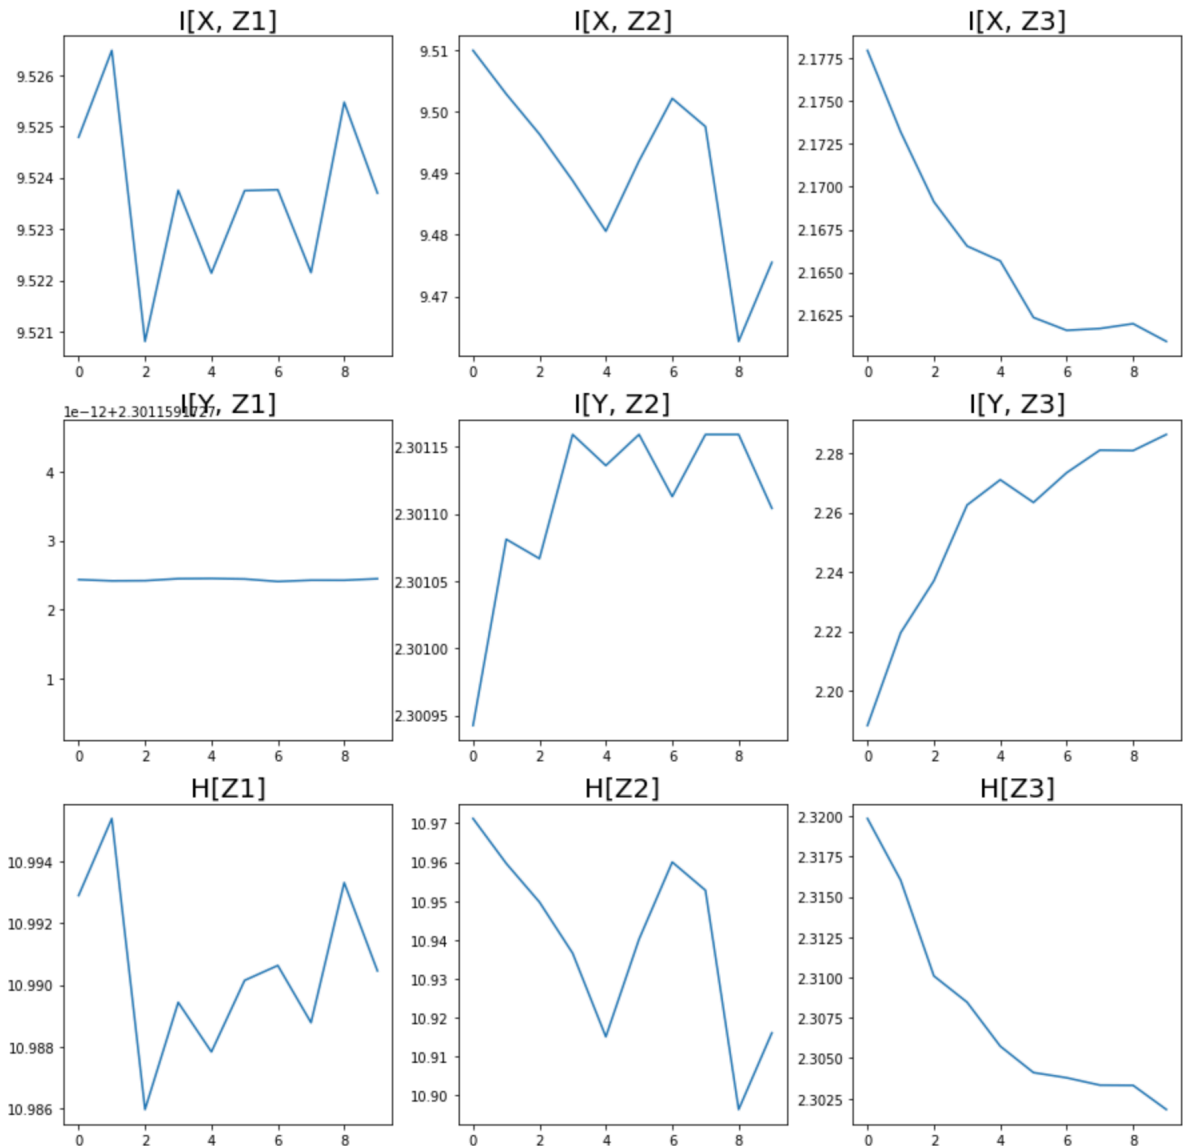 I[X, Z1]
9.526
9.525
9.524
9.523
9.522
9.521
0 2 4 6 8
I[X, Z2]
9.51
9.50
9.49
9.48
9.47
0 2 4 6 8
I[X, Z3]
2.1775
2.1750
2.1725
2.1700
2.1675
2.1650
2.1625
0 2 4 6 8
I[Y, Z1]
1e-12+2.3011591727
4
3
2
1
0 2 4 6 8
I[Y, Z2]
2.30115
2.30110
2.30105
2.30100
2.30095
0 2 4 6 8
I[Y, Z3]
2.28
2.26
2.24
2.22
2.20
0 2 4 6 8
H[Z1]
10.994
10.992
10.990
10.988
10.986
0 2 4 6 8
H[Z2]
10.97
10.96
10.95
10.94
10.93
10.92
10.91
10.90
0 2 4 6 8
H[Z3]
2.3200
2.3175
2.3150
2.3125
2.3100
2.3075
2.3050
2.3025
0 2 4 6 8